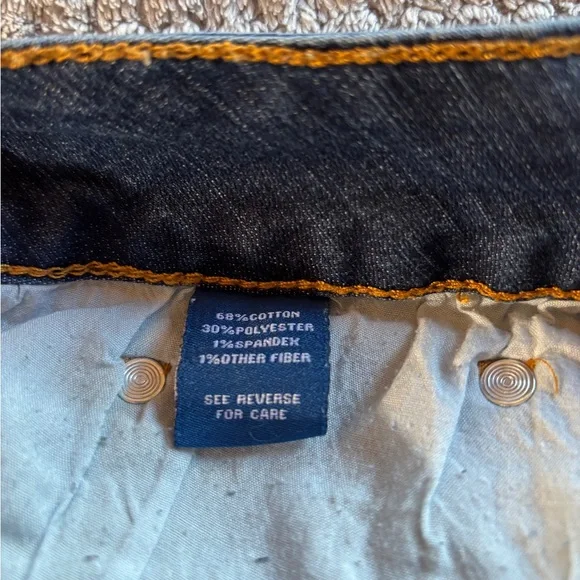 68%COTTON
30%POLYESTER
1%SPANDEX
1%OTHER FIBER
SEE REVERSE
FOR CARE